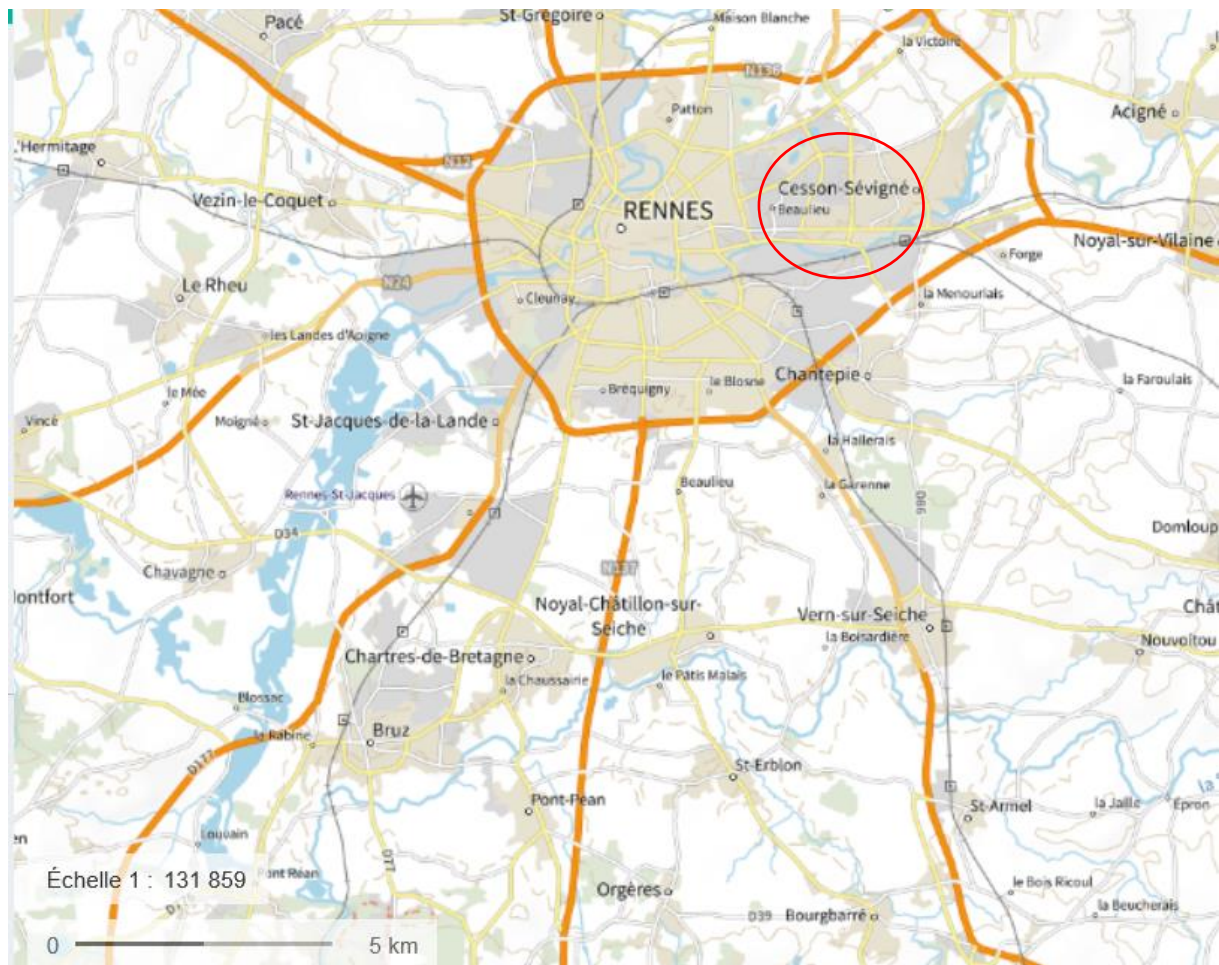 Pacé
St-Grégoire
Maison Blanche
la Victoire
N136
Acigné
Patton
L'Hermitage
N12
Cesson-Sévigné
Vezin-le-Coquet
RENNES
Beaulieu
Noyal-sur-Vilaine
Forge
N24
Le Rheu
Cleunay
la Menourlais
les Landes d'Apigné
Chantepie
le Mée
Bréquigny
le Blosne
la Faroulais
Vincé
Moigné
St-Jacques-de-la-Lande
la Hallerais
Beaulieu
la Garenne
Rennes-St-Jacques
D86
D34
Domloup
Chavagne
N137
Montfort
Noyal-Châtillon-sur-
Seiche
Vern-sur-Seiche
la Boisardière
Nouvoitou
Chartres-de-Bretagne
la Chaussairie
le Pâtis Malais
Blossac
la Rabine
Bruz
D177
St-Erblon
Pont-Péan
St-Armel
la Jaille
Epron
Louvain
D77
Pont Réan
Échelle 1 : 131 859
Orgères
le Bois Ricoul
D39
Bourgbarré
la Beucherais
0
5 km